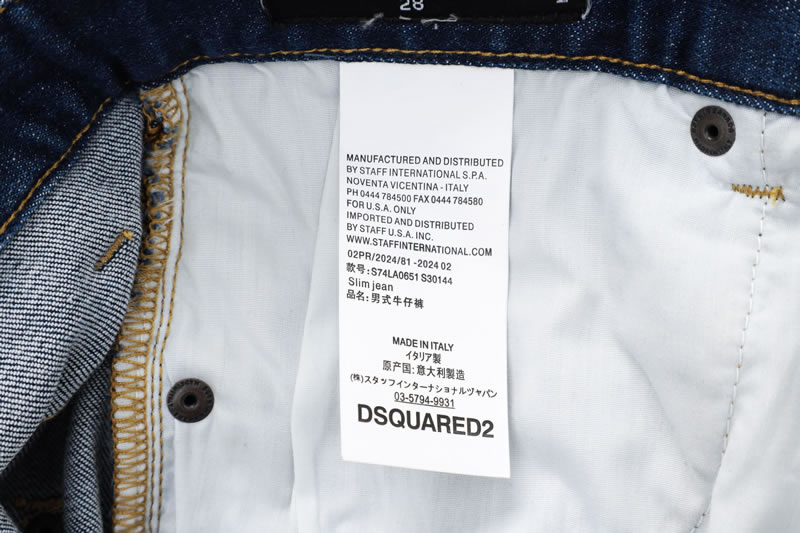 28
MANUFACTURED AND DISTRIBUTED
BY STAFF INTERNATIONAL S.P.A.
NOVENTA VICENTINA - ITALY
PH 0444 784500 FAX 0444 784580
FOR U.S.A. ONLY
IMPORTED AND DISTRIBUTED
BY STAFF U.S.A. INC.
WWW.STAFFINTERNATIONAL.COM
02PR/2024/81 -2024 02
款号: S74LA0651 S30144
Slim jean
品名: 男式牛仔裤
MADE IN ITALY
イタリア製
原产国: 意大利製造
(株)スタッフインターナショナルヅャバン
03-5794-9931
DSQUARED2